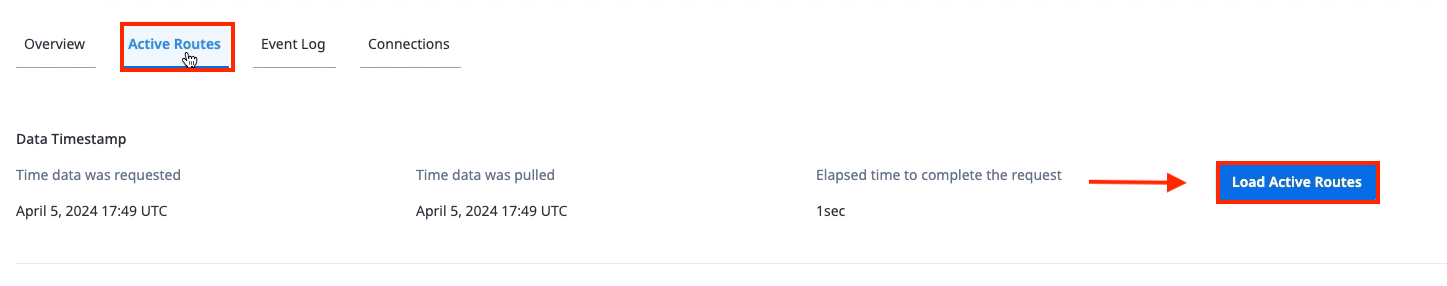 Overview Active Routes Event Log Connections
Data Timestamp
Time data was requested Time data was pulled Elapsed time to complete the request Load Active Routes
April 5, 2024 17:49 UTC April 5, 2024 17:49 UTC 1sec